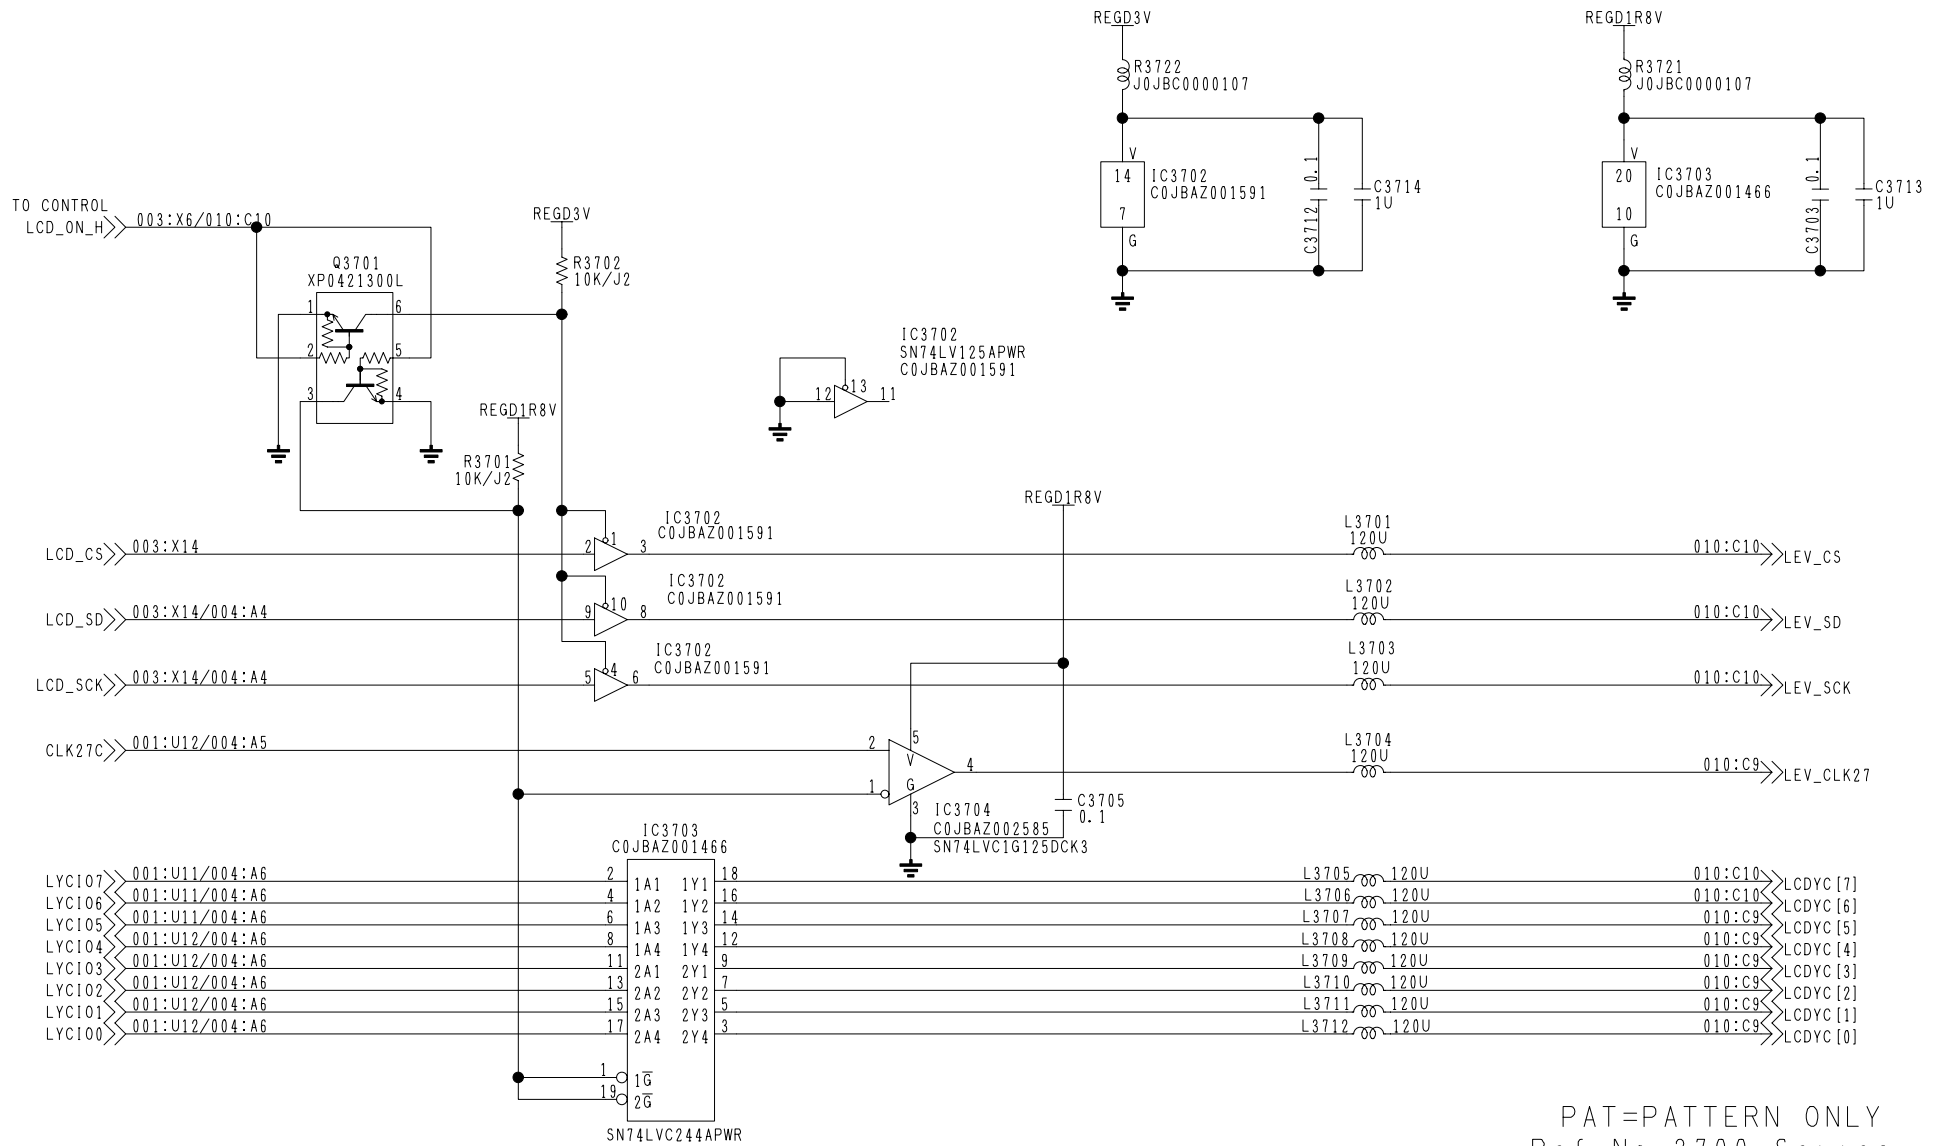 REGD3V
REGD1R8V
R3722
J0JBC0000107
R3721
J0JBC0000107
V
14
7
G
IC3702
C0JBAZ001591
0.1
C3712
C3714
1U
V
20
10
G
IC3703
C0JBAZ001466
0.1
C3703
C3713
1U
TO CONTROL
LCD_ON_H
003:X6/010:C10
Q3701
XP0421300L
1
2
3
6
5
4
REGD3V
R3702
10K/J2
IC3702
SN74LV125APWR
C0JBAZ001591
12
13
11
REGD1R8V
R3701
10K/J2
REGD1R8V
LCD_CS
003:X14
2
1
3
IC3702
C0JBAZ001591
L3701
120U
010:C10
LEV_CS
LCD_SD
003:X14/004:A4
9
10
8
IC3702
C0JBAZ001591
L3702
120U
010:C10
LEV_SD
LCD_SCK
003:X14/004:A4
5
4
6
IC3702
C0JBAZ001591
L3703
120U
010:C10
LEV_SCK
CLK27C
001:U12/004:A5
2
1
5
V
G
3
4
L3704
120U
010:C9
LEV_CLK27
IC3704
C0JBAZ002585
SN74LVC1G125DCK3
C3705
0.1
IC3703
C0JBAZ001466
LYCIO7 001:U11/004:A6 2 1A1 1Y1 18 L3705 120U 010:C10 LCDYC[7]
LYCIO6 001:U11/004:A6 4 1A2 1Y2 16 L3706 120U 010:C10 LCDYC[6]
LYCIO5 001:U11/004:A6 6 1A3 1Y3 14 L3707 120U 010:C9 LCDYC[5]
LYCIO4 001:U12/004:A6 8 1A4 1Y4 12 L3708 120U 010:C9 LCDYC[4]
LYCIO3 001:U12/004:A6 11 2A1 2Y1 9 L3709 120U 010:C9 LCDYC[3]
LYCIO2 001:U12/004:A6 13 2A2 2Y2 7 L3710 120U 010:C9 LCDYC[2]
LYCIO1 001:U12/004:A6 15 2A3 2Y3 5 L3711 120U 010:C9 LCDYC[1]
LYCIO0 001:U12/004:A6 17 2A4 2Y4 3 L3712 120U 010:C9 LCDYC[0]
1 1G̅
19 2G̅
SN74LVC244APWR
PAT=PATTERN ONLY